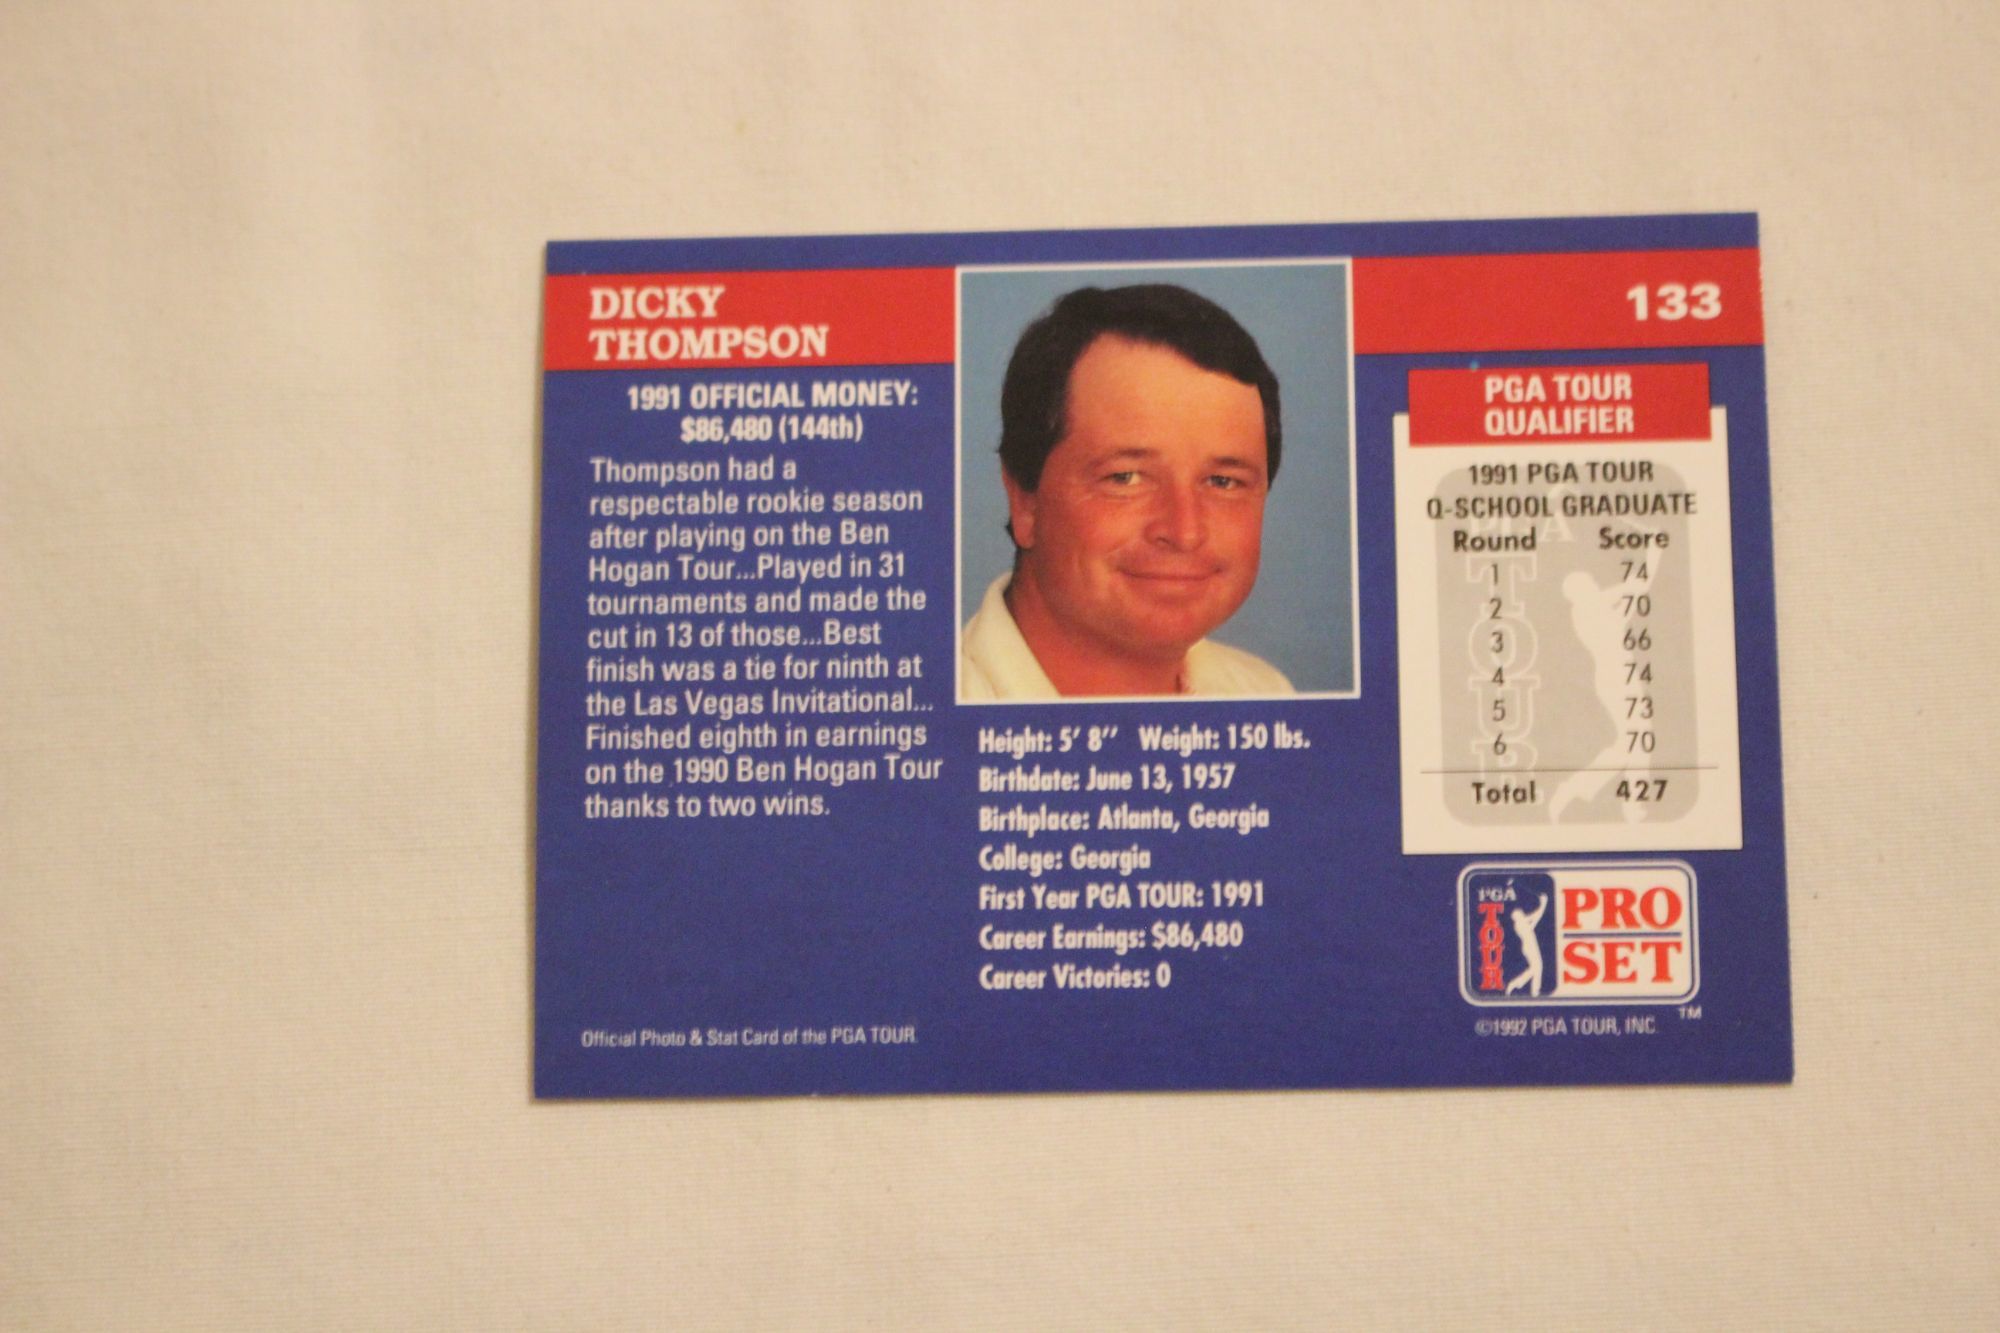 DICKY
THOMPSON
1991 OFFICIAL MONEY:
$86,480 (144th)
Thompson had a
respectable rookie season
after playing on the Ben
Hogan Tour...Played in 31
tournaments and made the
cut in 13 of those...Best
finish was a tie for ninth at
the Las Vegas Invitational...
Finished eighth in earnings
on the 1990 Ben Hogan Tour
thanks to two wins.
Official Photo & Stat Card of the PGA TOUR
Height: 5' 8'' Weight: 150 lbs.
Birthdate: June 13, 1957
Birthplace: Atlanta, Georgia
College: Georgia
First Year PGA TOUR: 1991
Career Earnings: $86,480
Career Victories: 0
133
PGA TOUR
QUALIFIER
1991 PGA TOUR
Q-SCHOOL GRADUATE
Round Score
1 74
2 70
3 66
4 74
5 73
6 70
Total 427
PGA
TOUR
PRO
SET
TM
©1992 PGA TOUR, INC.